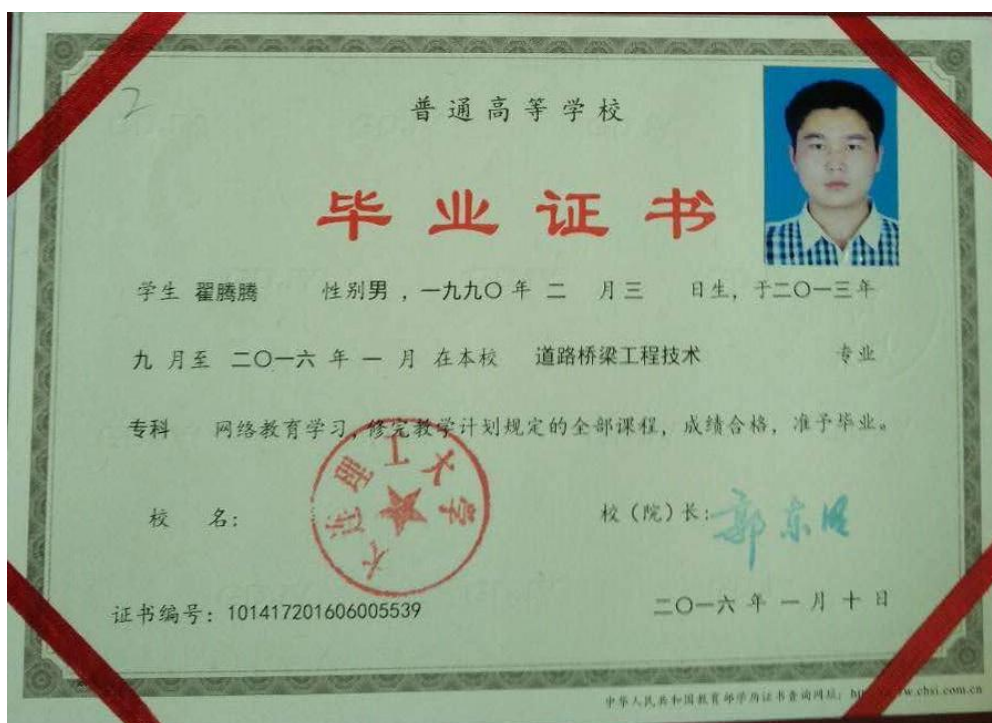 2
普通高等学校
毕业证书
学生 翟腾腾 性别男，一九九〇年 二 月三 日生，于二〇一三年
九 月至 二〇一六 年 一 月 在本校 道路桥梁工程技术 专业
专科 网络教育学习，修完教学计划规定的全部课程，成绩合格，准予毕业。
大连理工大学
校 名： 校（院）长：郭东明
证书编号：101417201606005539 二〇一六 年 一 月 十 日
中华人民共和国教育部学历证书查询网址：http://www.chsi.com.cn